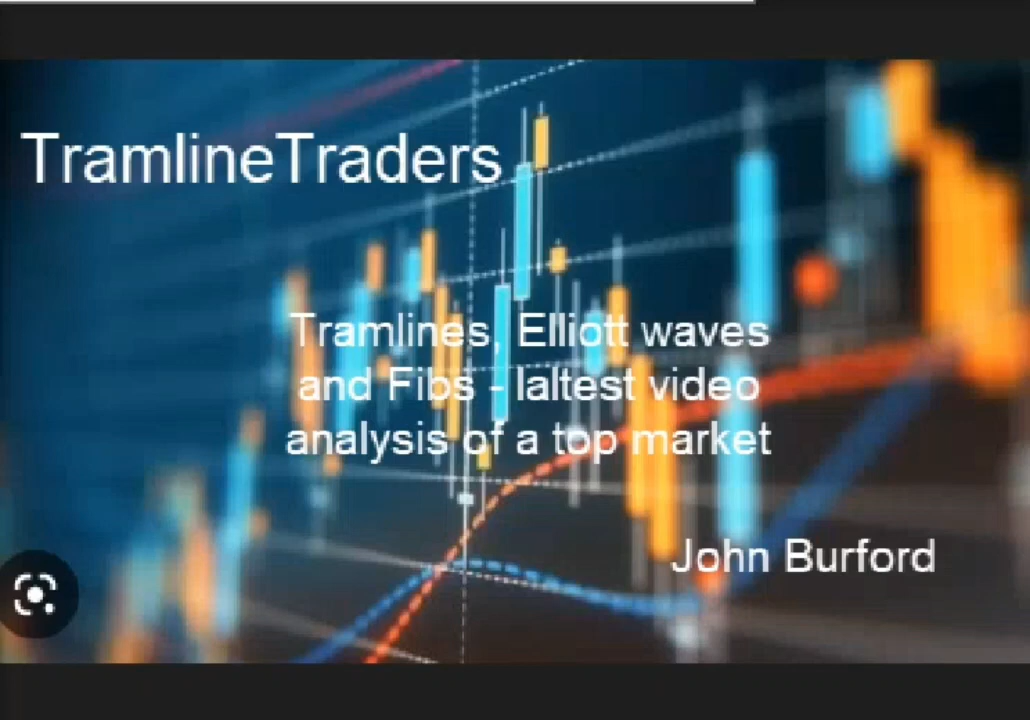 TramlineTraders
Tramlines, Elliott waves
and Fibs - laltest video
analysis of a top market
John Burford